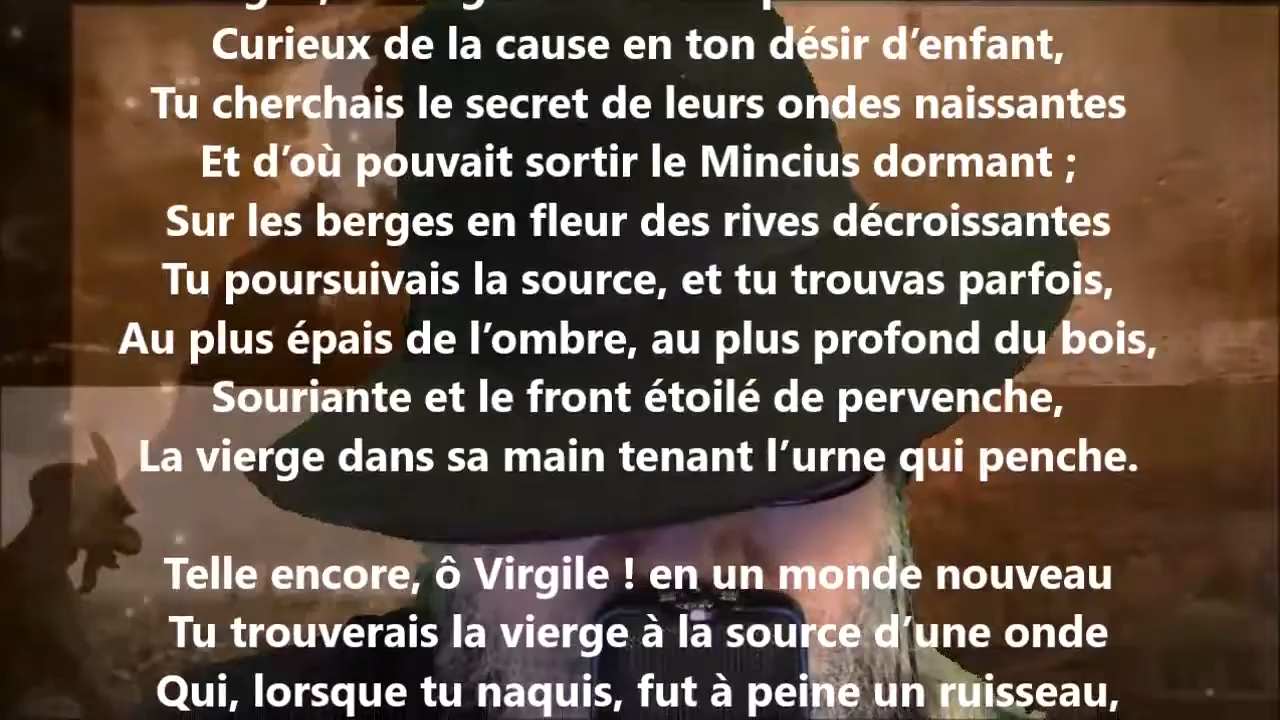 Curieux de la cause en ton désir d’enfant,
Tu cherchais le secret de leurs ondes naissantes
Et d’où pouvait sortir le Mincius dormant ;
Sur les berges en fleur des rives décroissantes
Tu poursuivais la source, et tu trouvas parfois,
Au plus épais de l’ombre, au plus profond du bois,
Souriante et le front étoilé de pervenche,
La vierge dans sa main tenant l’urne qui penche.
Telle encore, ô Virgile ! en un monde nouveau
Tu trouverais la vierge à la source d’une onde
Qui, lorsque tu naquis, fut à peine un ruisseau,